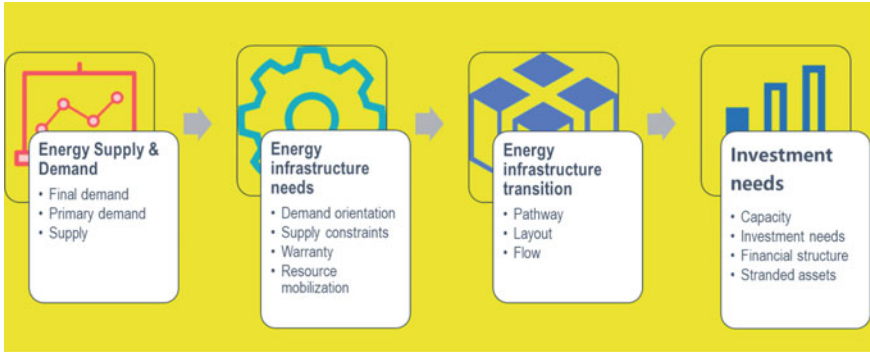 Energy Supply &
Demand
• Final demand
• Primary demand
• Supply
Energy
infrastructure
needs
• Demand orientation
• Supply constraints
• Warranty
• Resource
mobilization
Energy
infrastructure
transition
• Pathway
• Layout
• Flow
Investment
needs
• Capacity
• Investment needs
• Financial structure
• Stranded assets